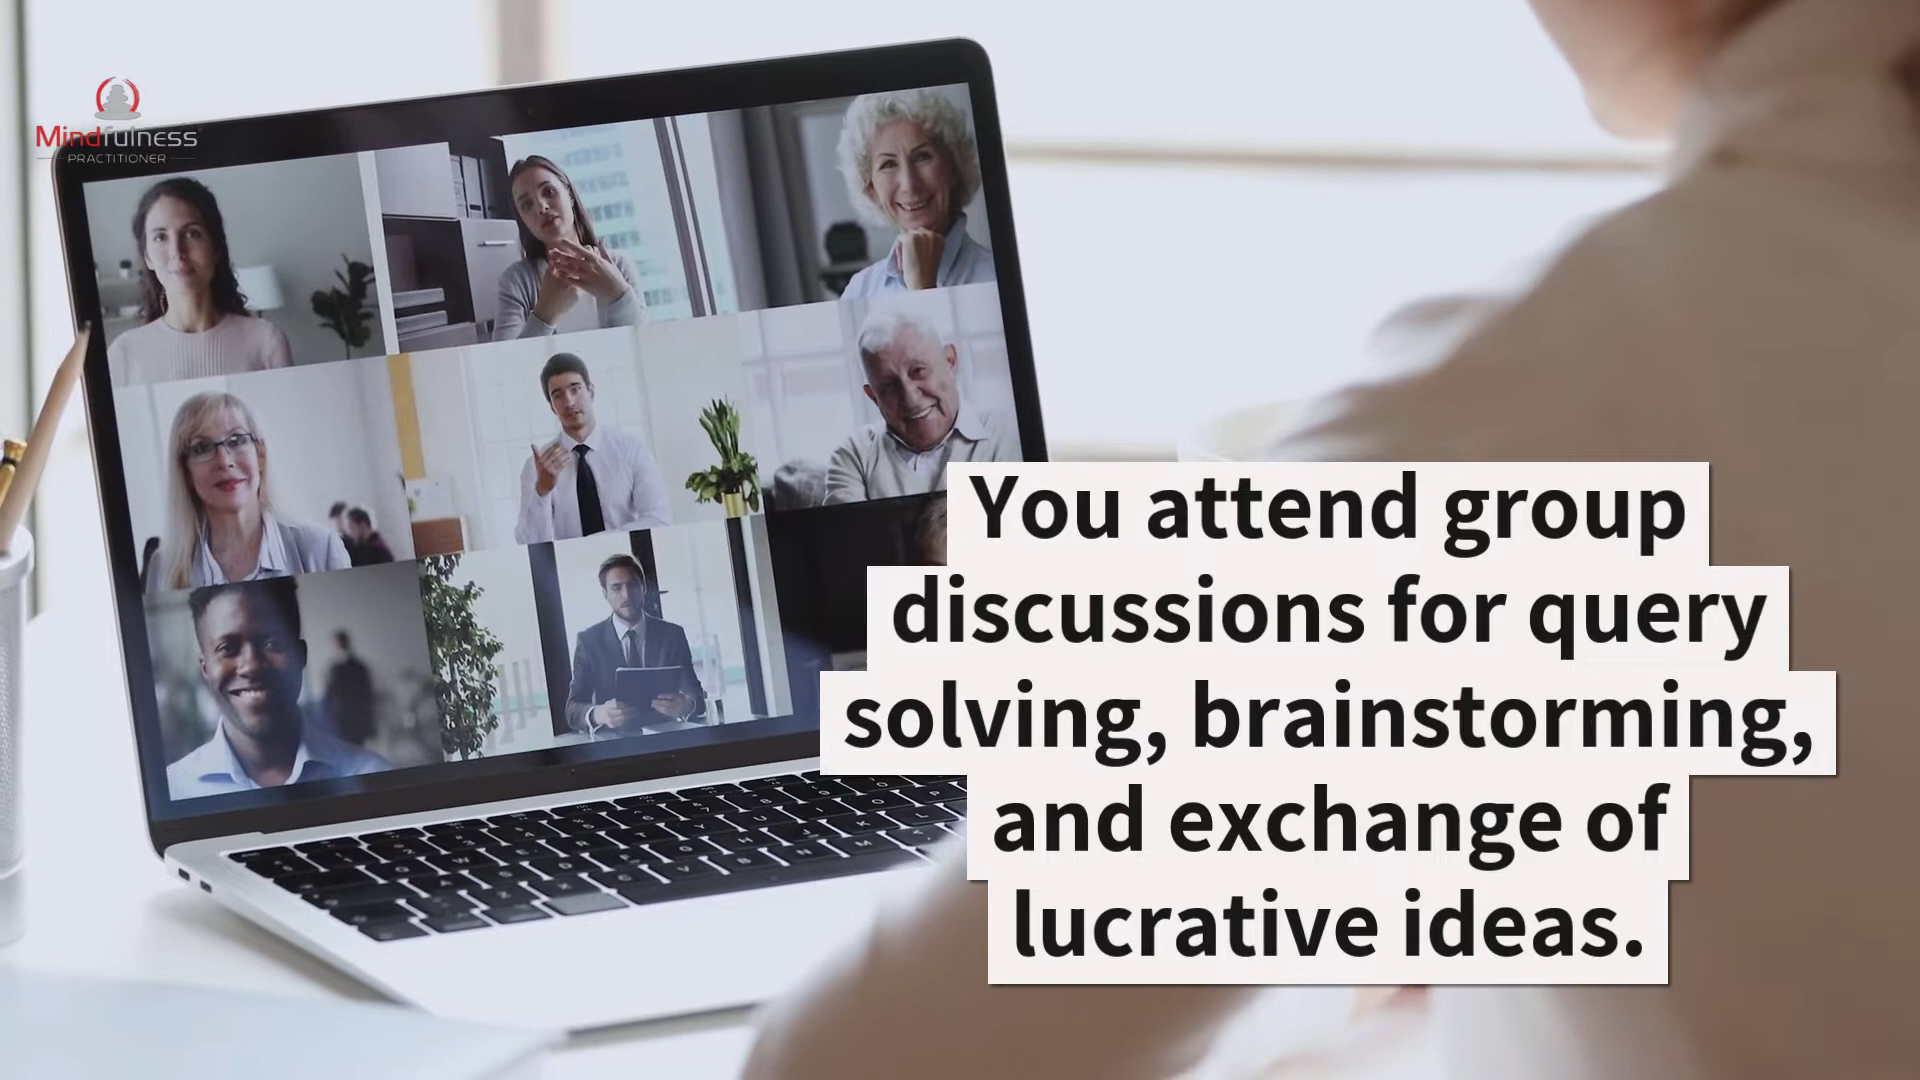 Mindfulness
PRACTITIONER
You attend group
discussions for query
solving, brainstorming,
and exchange of
lucrative ideas.